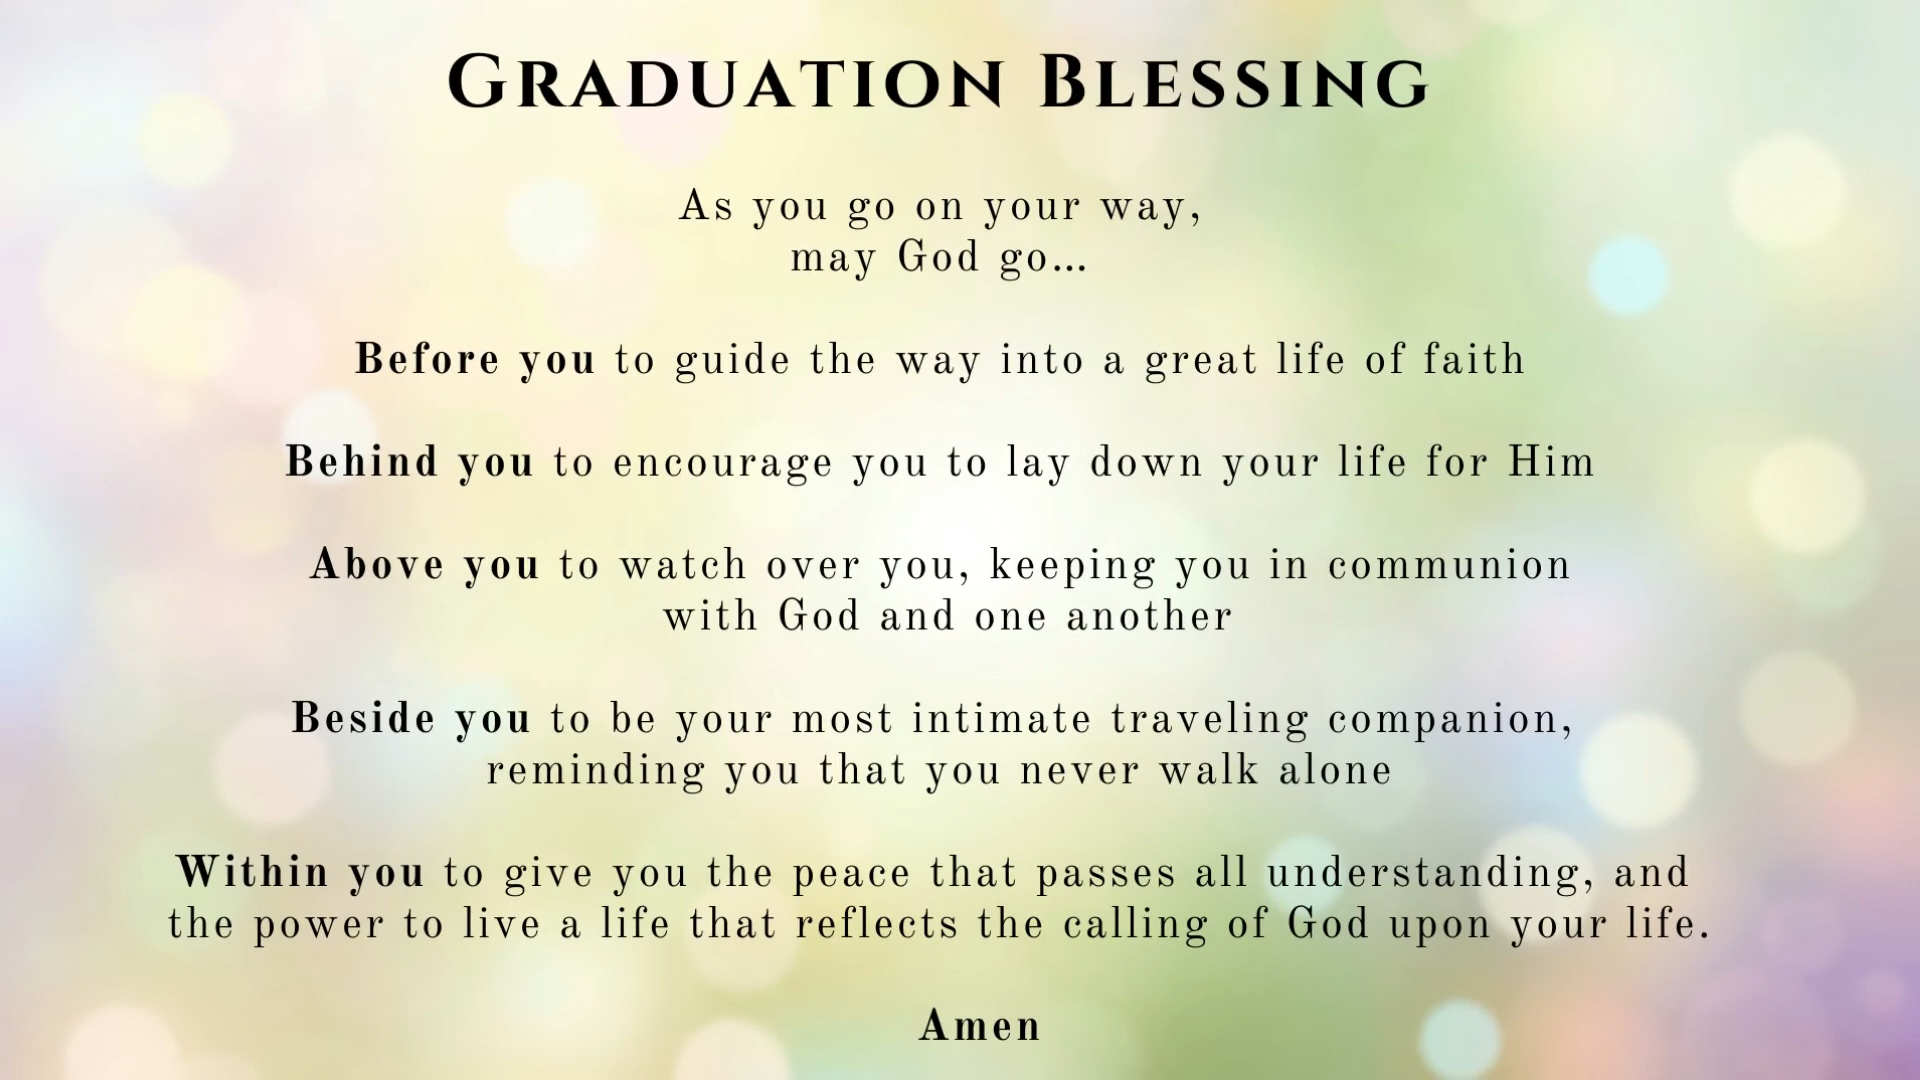 Graduation Blessing
As you go on your way,
may God go...
Before you to guide the way into a great life of faith
Behind you to encourage you to lay down your life for Him
Above you to watch over you, keeping you in communion
with God and one another
Beside you to be your most intimate traveling companion,
reminding you that you never walk alone
Within you to give you the peace that passes all understanding, and
the power to live a life that reflects the calling of God upon your life.
Amen